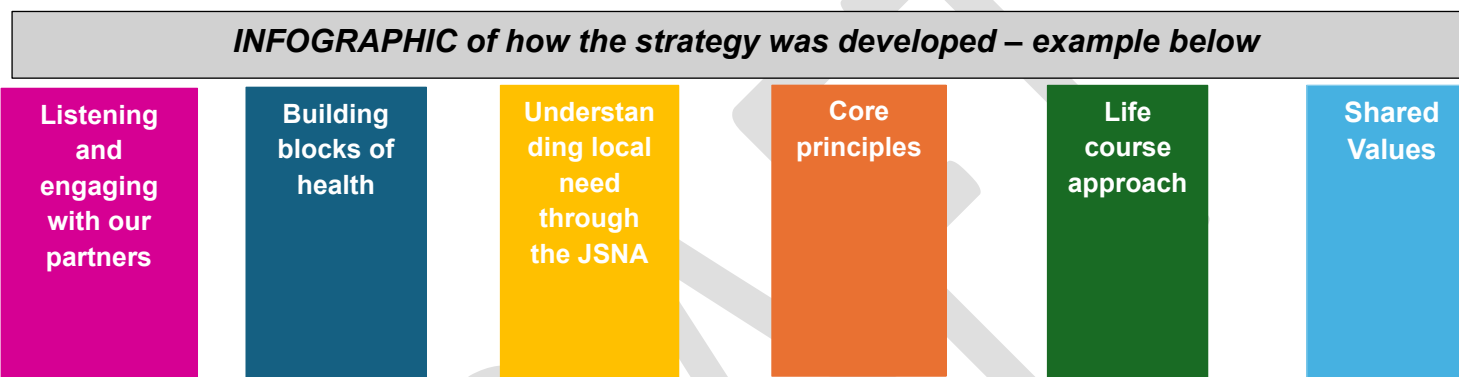 INFOGRAPHIC of how the strategy was developed – example below
Listening
and
engaging
with our
partners
Building
blocks of
health
Understan
ding local
need
through
the JSNA
Core
principles
Life
course
approach
Shared
Values